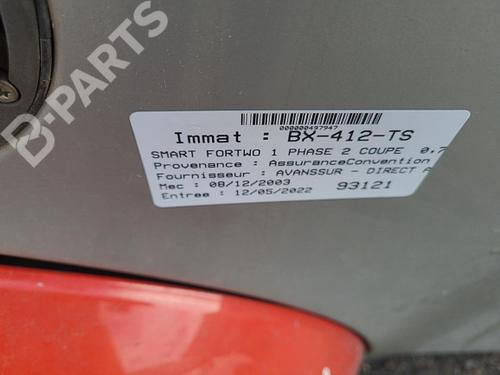 B-PARTS
000000497947
Immat : BX-412-TS
SMART FORTWO 1 PHASE 2 COUPE 0.7
Provenance : AssuranceConvention
Fournisseur : AVANSSUR - DIRECT A
Mec : 08/12/2003
93121
Entree : 12/05/2022